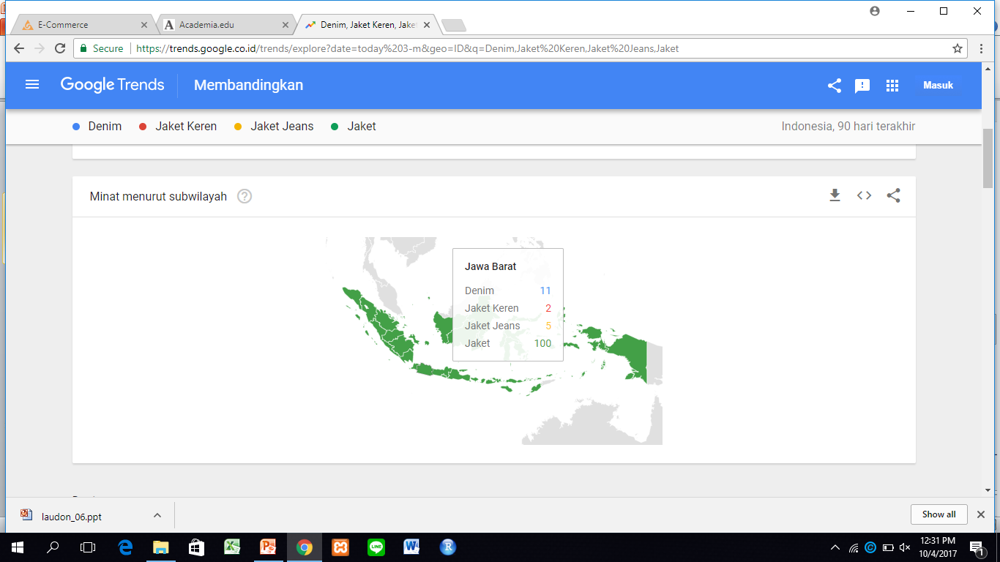 E-Commerce
Academia.edu
Denim, Jaket Keren, Jake
Secure
https://trends.google.co.id/trends/explore?date=today%203-m&geo=ID&q=Denim,Jaket%20Keren,Jaket%20Jeans,Jaket
Google Trends
Membandingkan
Masuk
Denim
Jaket Keren
Jaket Jeans
Jaket
Indonesia, 90 hari terakhir
Minat menurut subwilayah ?
Jawa Barat
Denim 11
Jaket Keren 2
Jaket Jeans 5
Jaket 100
laudon_06.ppt
Show all
12:31 PM
10/4/2017
1